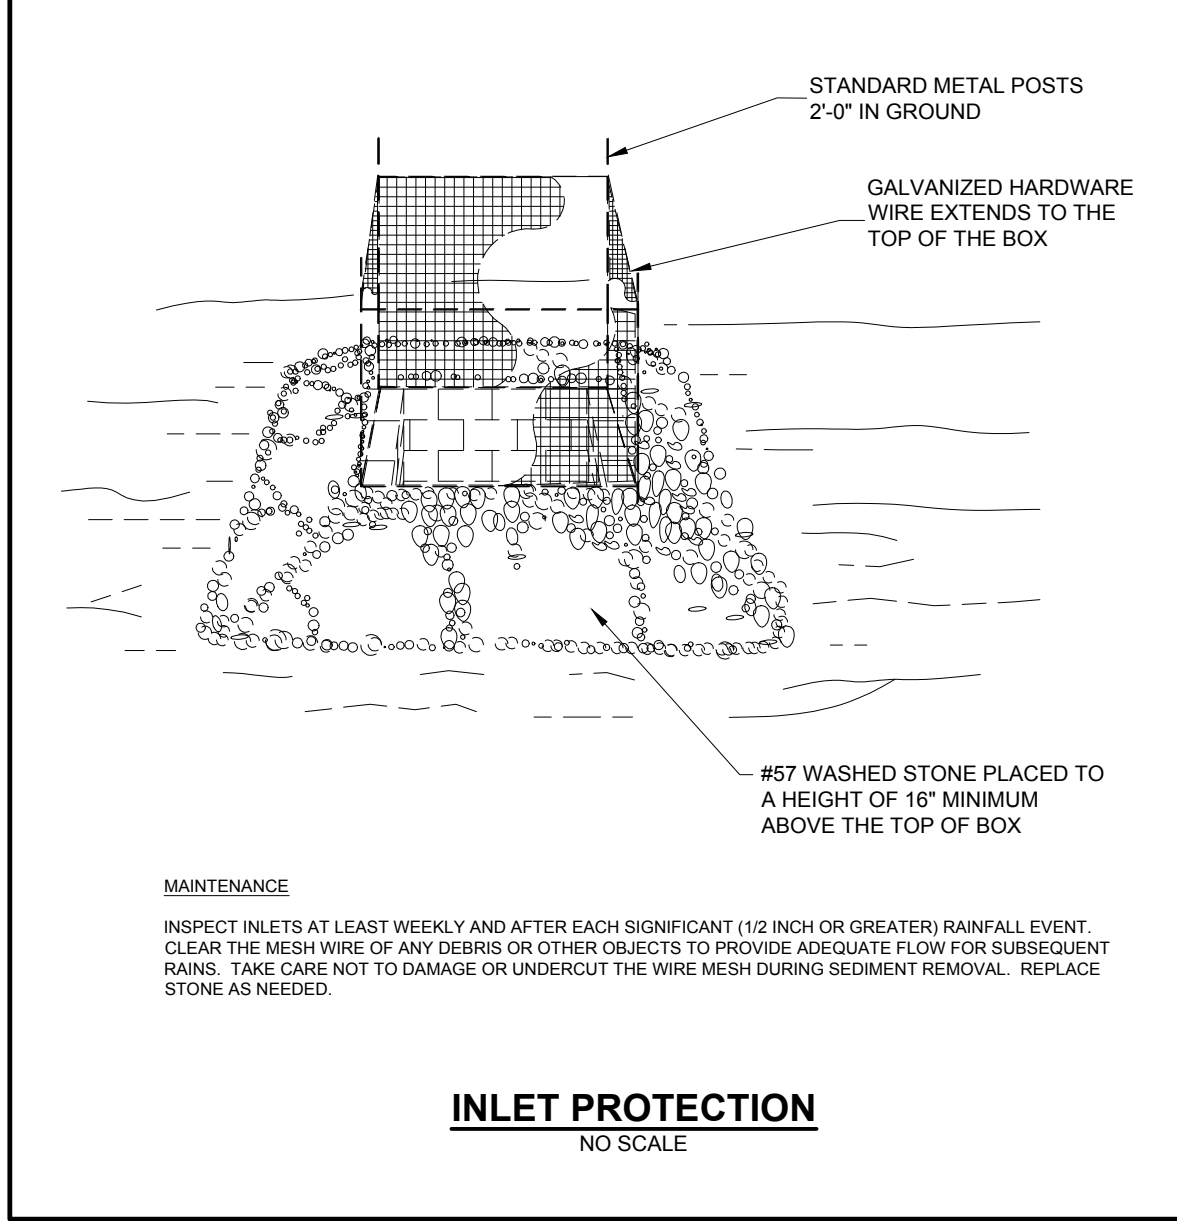 STANDARD METAL POSTS
2'-0" IN GROUND
GALVANIZED HARDWARE
WIRE EXTENDS TO THE
TOP OF THE BOX
#57 WASHED STONE PLACED TO
A HEIGHT OF 16" MINIMUM
ABOVE THE TOP OF BOX
MAINTENANCE
INSPECT INLETS AT LEAST WEEKLY AND AFTER EACH SIGNIFICANT (1/2 INCH OR GREATER) RAINFALL EVENT.
CLEAR THE MESH WIRE OF ANY DEBRIS OR OTHER OBJECTS TO PROVIDE ADEQUATE FLOW FOR SUBSEQUENT
RAINS. TAKE CARE NOT TO DAMAGE OR UNDERCUT THE WIRE MESH DURING SEDIMENT REMOVAL. REPLACE
STONE AS NEEDED.
INLET PROTECTION
NO SCALE